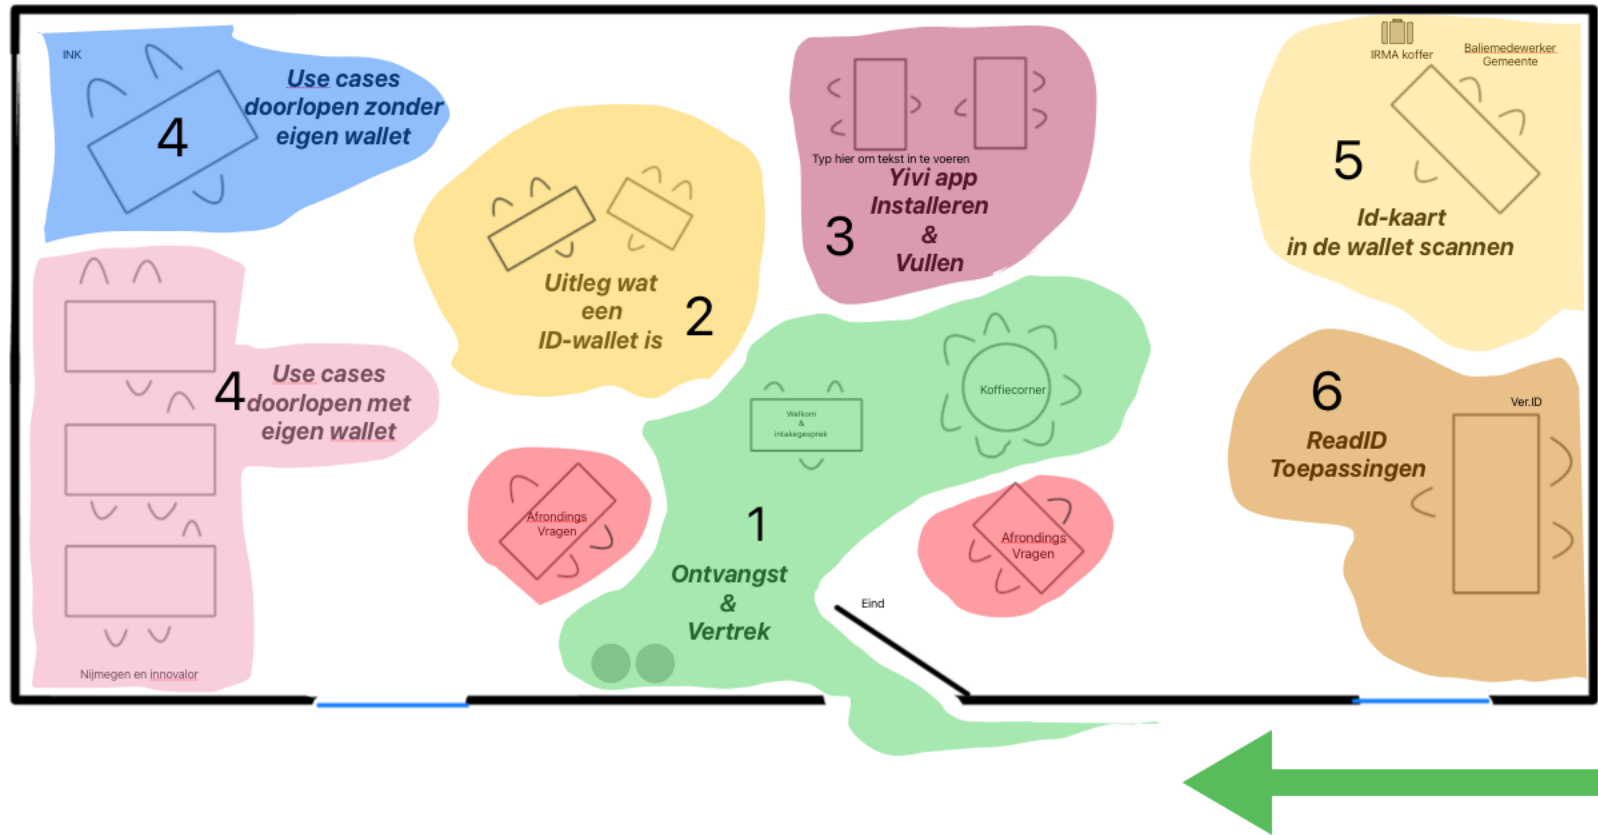 INK
Use cases
doorlopen zonder
eigen wallet
4
Uitleg wat
een
ID-wallet is
2
Typ hier om tekst in te voeren
Yivi app
Installeren
&
Vullen
3
IRMA koffer
Baliemedewerker
Gemeente
5
Id-kaart
in de wallet scannen
4
Use cases
doorlopen met
eigen wallet
Nijmegen en innovalor
Afrondings
Vragen
Welkom
&
intakegesprek
Koffiecorner
1
Ontvangst
&
Vertrek
Afrondings
Vragen
Eind
6
Ver.ID
ReadID
Toepassingen